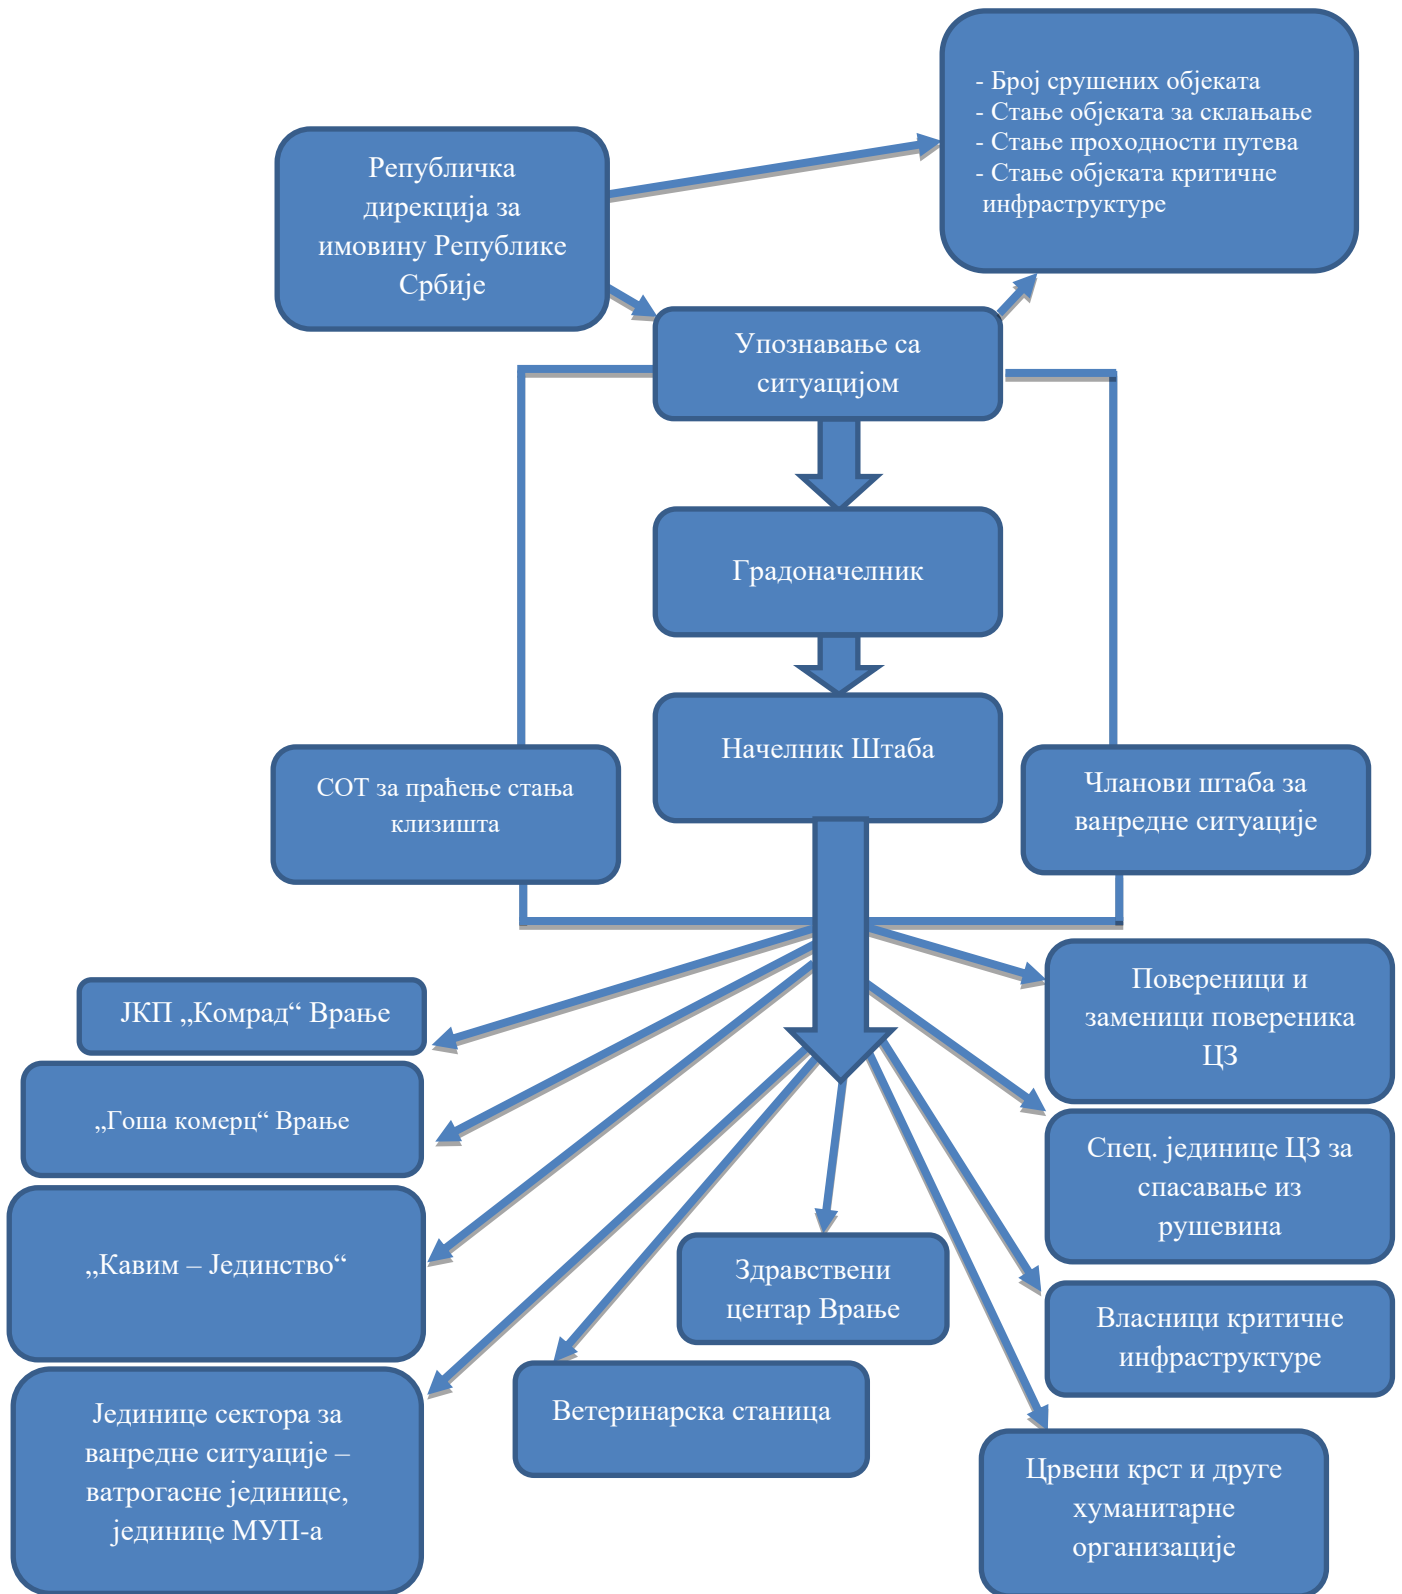 - Број срушених објеката
- Стање објеката за склањање
- Стање проходности путева
- Стање објеката критичне
инфраструктуре
Републичка
дирекција за
имовину Републике
Србије
Упознавање са
ситуацијом
Градоначелник
Начелник Штаба
СОТ за праћење стања
клизишта
Чланови штаба за
ванредне ситуације
ЈКП „Комрад“ Врање
„Гоша комерц“ Врање
„Кавим – Јединство“
Јединице сектора за
ванредне ситуације –
ватрогасне јединице,
јединице МУП-а
Ветеринарска станица
Здравствени
центар Врање
Повереници и
заменици повереника
ЦЗ
Спец. јединице ЦЗ за
спасавање из
рушевина
Власници критичне
инфраструктуре
Црвени крст и друге
хуманитарне
организације